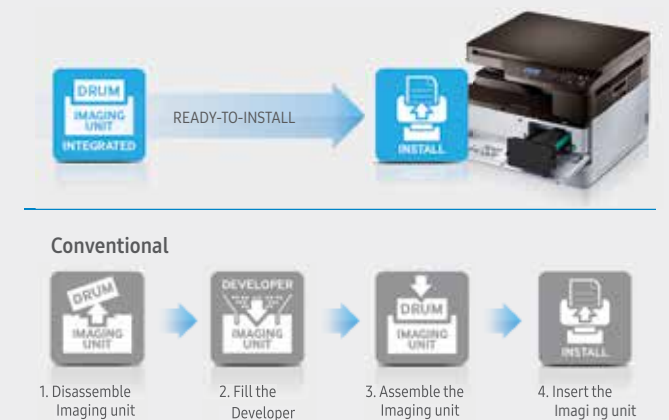 DRUM
IMAGING
UNIT
INTEGRATED
READY-TO-INSTALL
INSTALL
Conventional
DRUM
IMAGING
UNIT
DEVELOPER
IMAGING
UNIT
DRUM
IMAGING
UNIT
INSTALL
1. Disassemble
Imaging unit
2. Fill the
Developer
3. Assemble the
Imaging unit
4. Insert the
Imagi ng unit